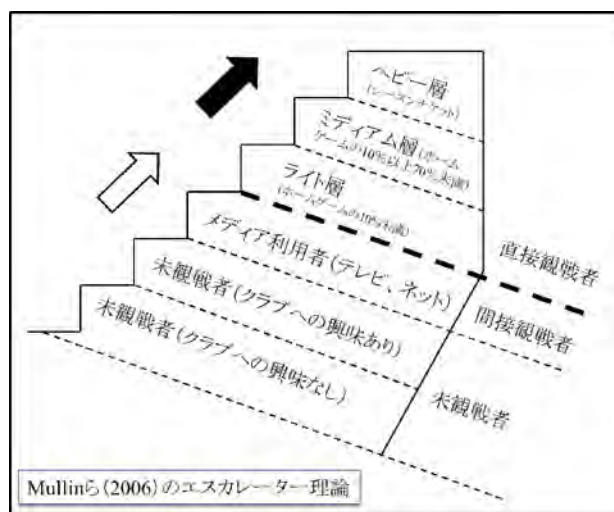 ヘビー層
(シーズンチケット)
ミディアム層(ホーム
ゲームの10%以上70%未満)
ライト層
(ホームゲームの10%未満)
メディア利用者(テレビ、ネット)
未観戦者(クラブへの興味あり)
未観戦者(クラブへの興味なし)
直接観戦者
間接観戦者
未観戦者
Mullinら(2006)のエスカレーター理論